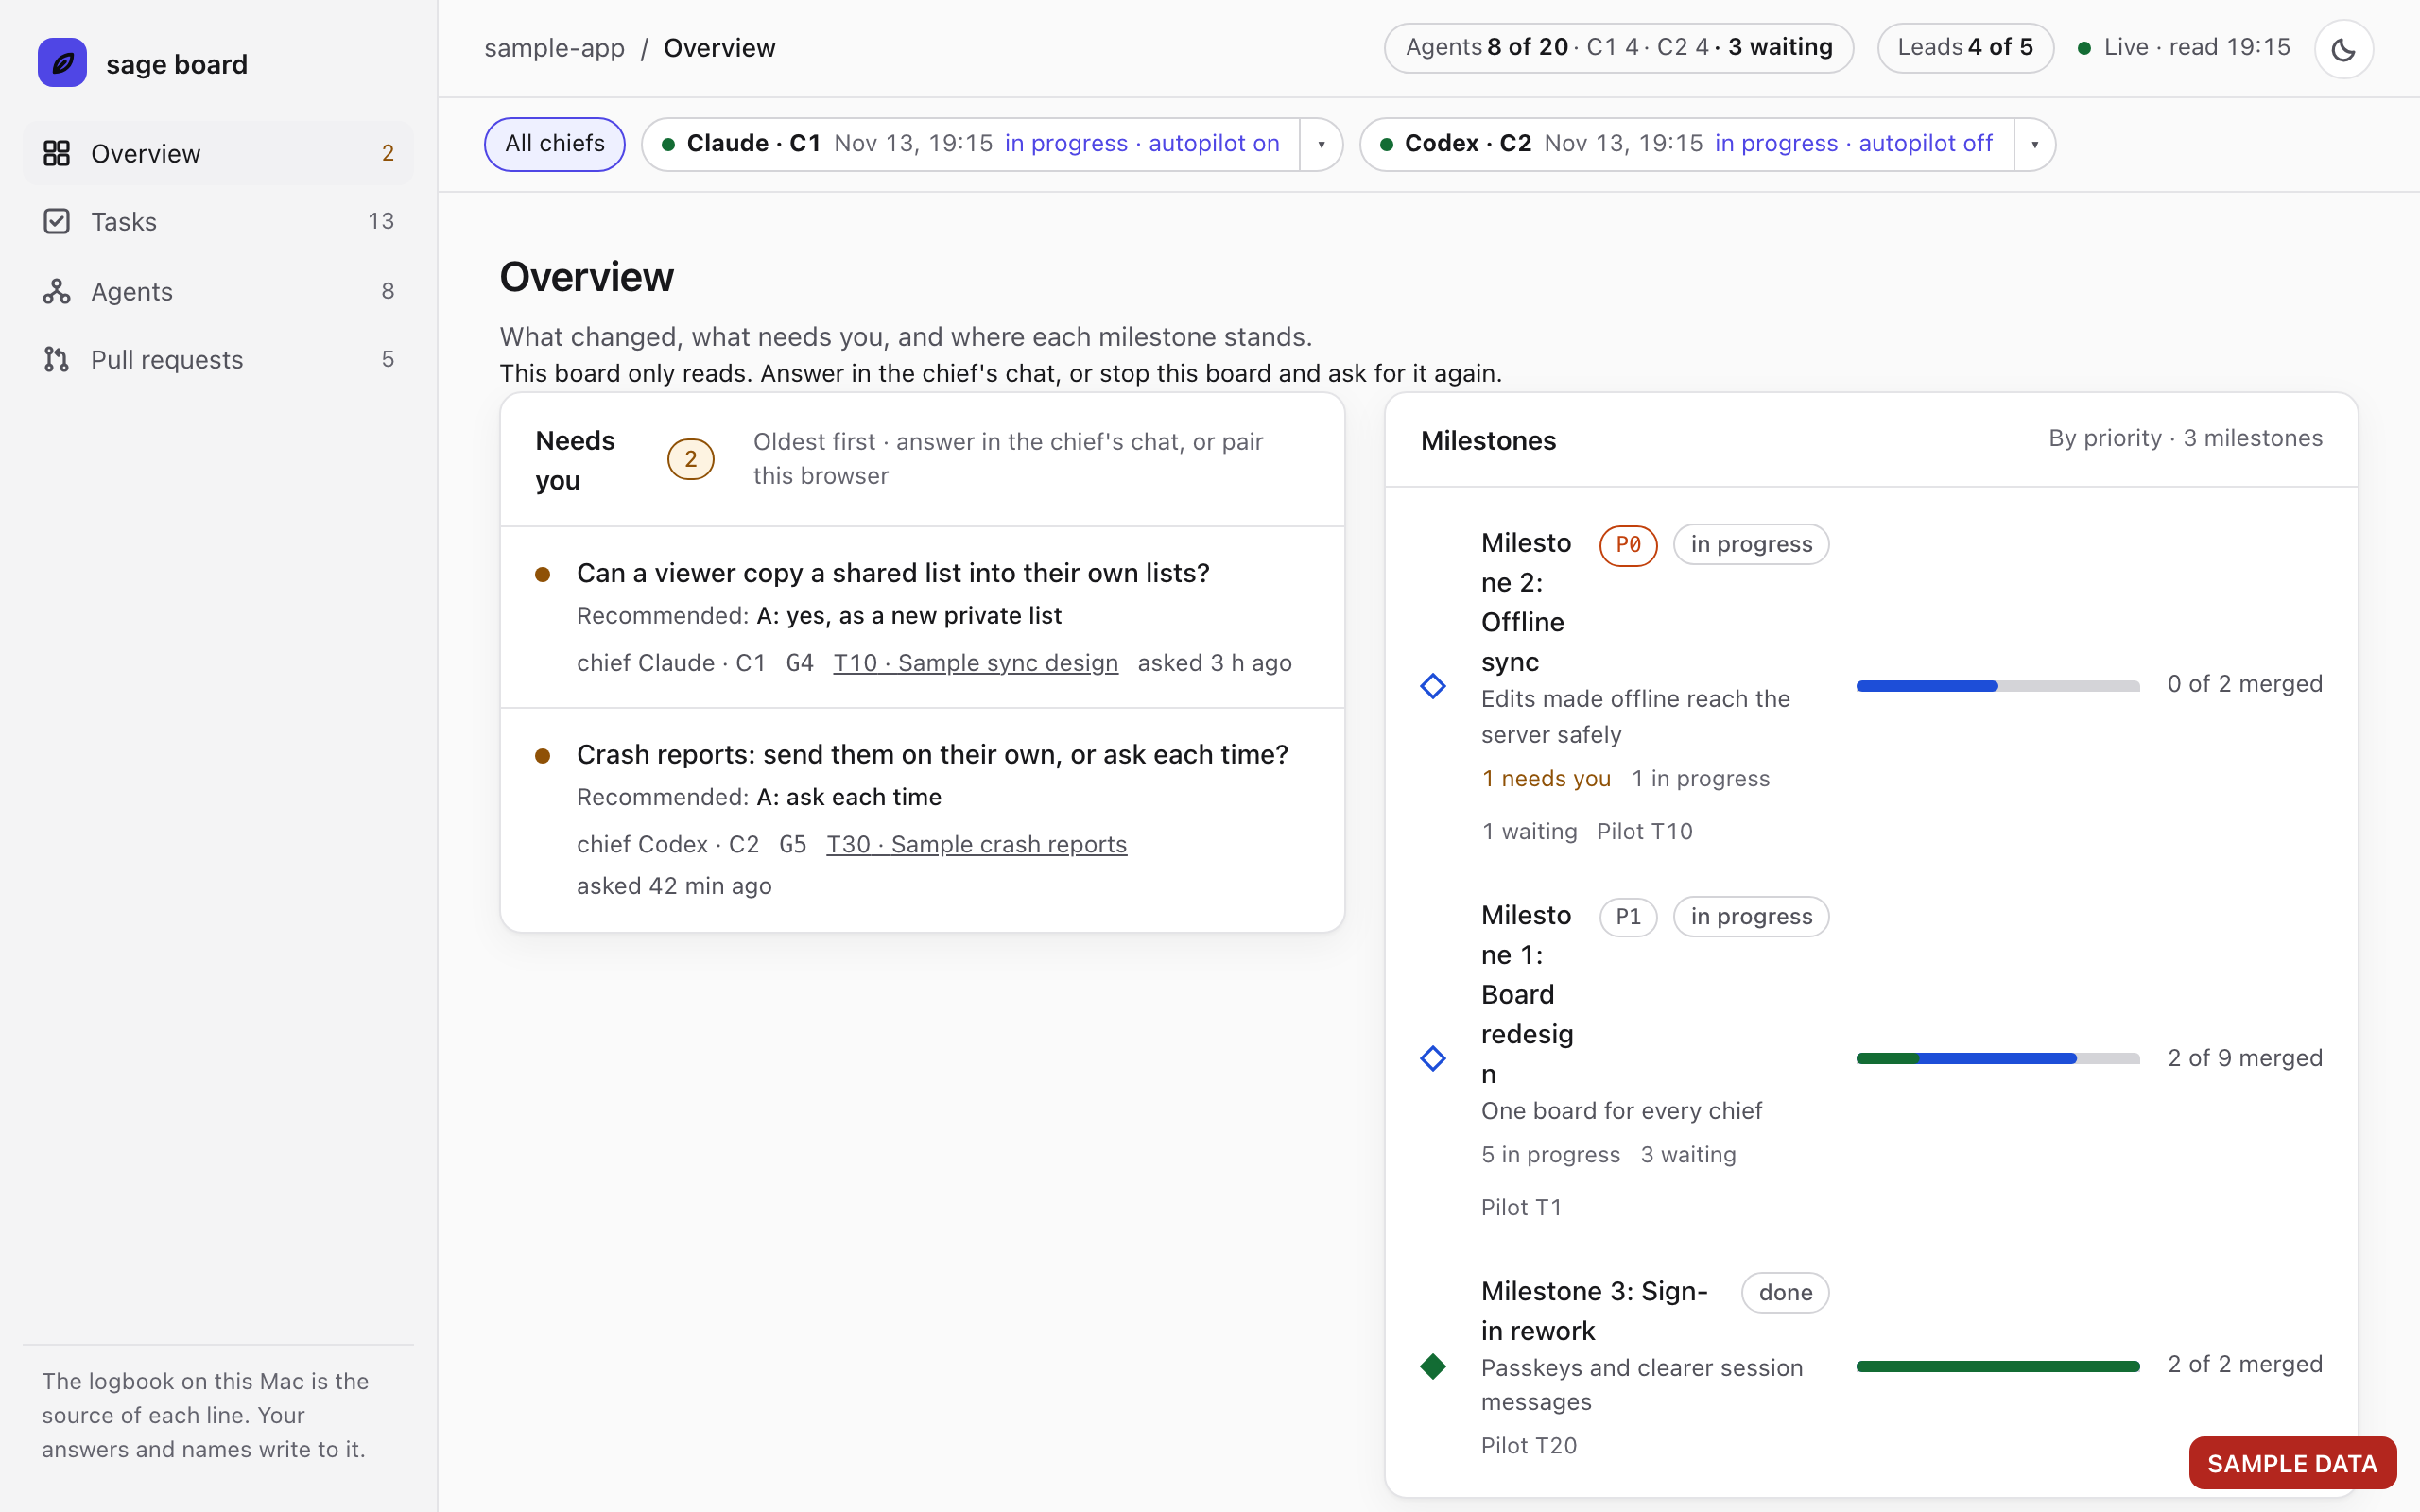 sage board
Overview 2
Tasks 13
Agents 8
Pull requests 5
The logbook on this Mac is the
source of each line. Your
answers and names write to it.
sample-app / Overview
Agents 8 of 20 · C1 4 · C2 4 · 3 waiting
Leads 4 of 5
Live · read 19:15
All chiefs
Claude · C1 Nov 13, 19:15 in progress · autopilot on
Codex · C2 Nov 13, 19:15 in progress · autopilot off
Overview
What changed, what needs you, and where each milestone stands.
This board only reads. Answer in the chief's chat, or stop this board and ask for it again.
Needs
you
2
Oldest first · answer in the chief's chat, or pair
this browser
Can a viewer copy a shared list into their own lists?
Recommended: A: yes, as a new private list
chief Claude · C1 G4 T10 · Sample sync design asked 3 h ago
Crash reports: send them on their own, or ask each time?
Recommended: A: ask each time
chief Codex · C2 G5 T30 · Sample crash reports
asked 42 min ago
Milestones
By priority · 3 milestones
Milesto
ne 2:
Offline
sync
P0 in progress
Edits made offline reach the
server safely
1 needs you 1 in progress
1 waiting Pilot T10
0 of 2 merged
Milesto
ne 1:
Board
redesig
n
P1 in progress
One board for every chief
5 in progress 3 waiting
Pilot T1
2 of 9 merged
Milestone 3: Sign-
in rework
done
Passkeys and clearer session
messages
Pilot T20
2 of 2 merged
SAMPLE DATA